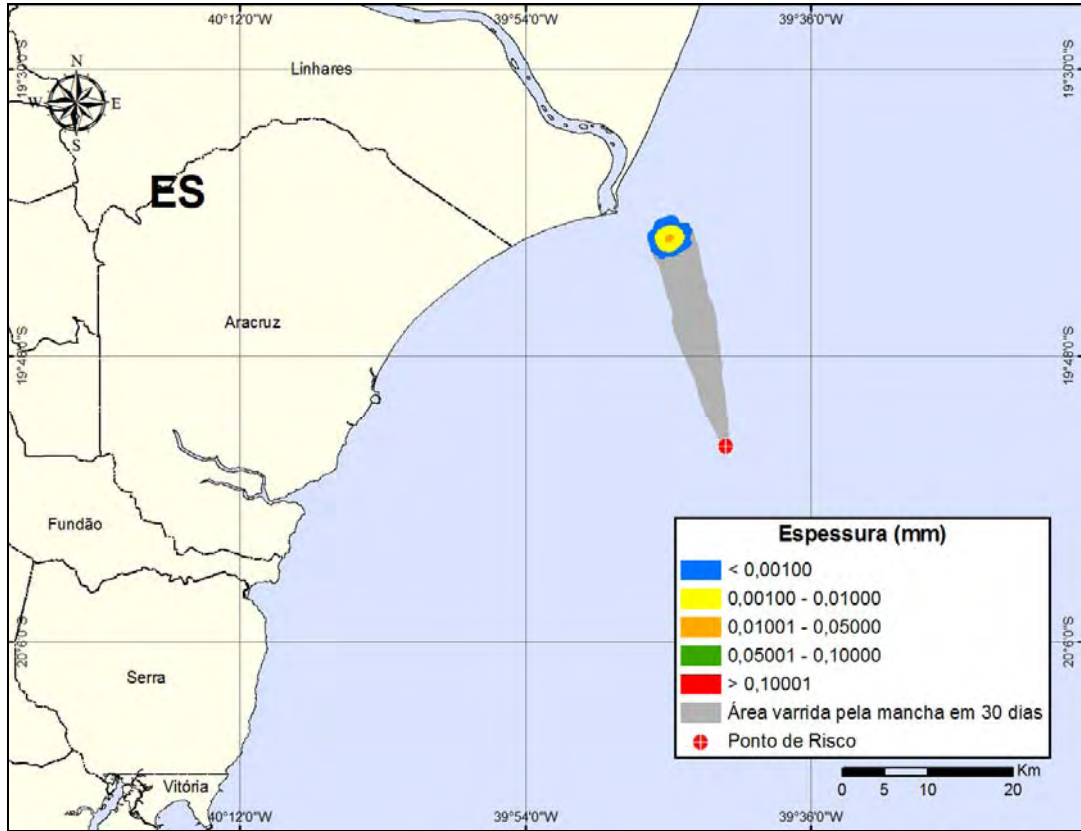 40°12'0"W
39°54'0"W
39°36'0"W
19°30'0"S
19°30'0"S
N
W
E
S
Linhares
ES
Aracruz
19°48'0"S
19°48'0"S
Fundão
Serra
Vitória
20°6'0"S
20°6'0"S
Espessura (mm)
< 0,00100
0,00100 - 0,01000
0,01001 - 0,05000
0,05001 - 0,10000
> 0,10001
Área varrida pela mancha em 30 dias
Ponto de Risco
Km
0 5 10 20
40°12'0"W
39°54'0"W
39°36'0"W